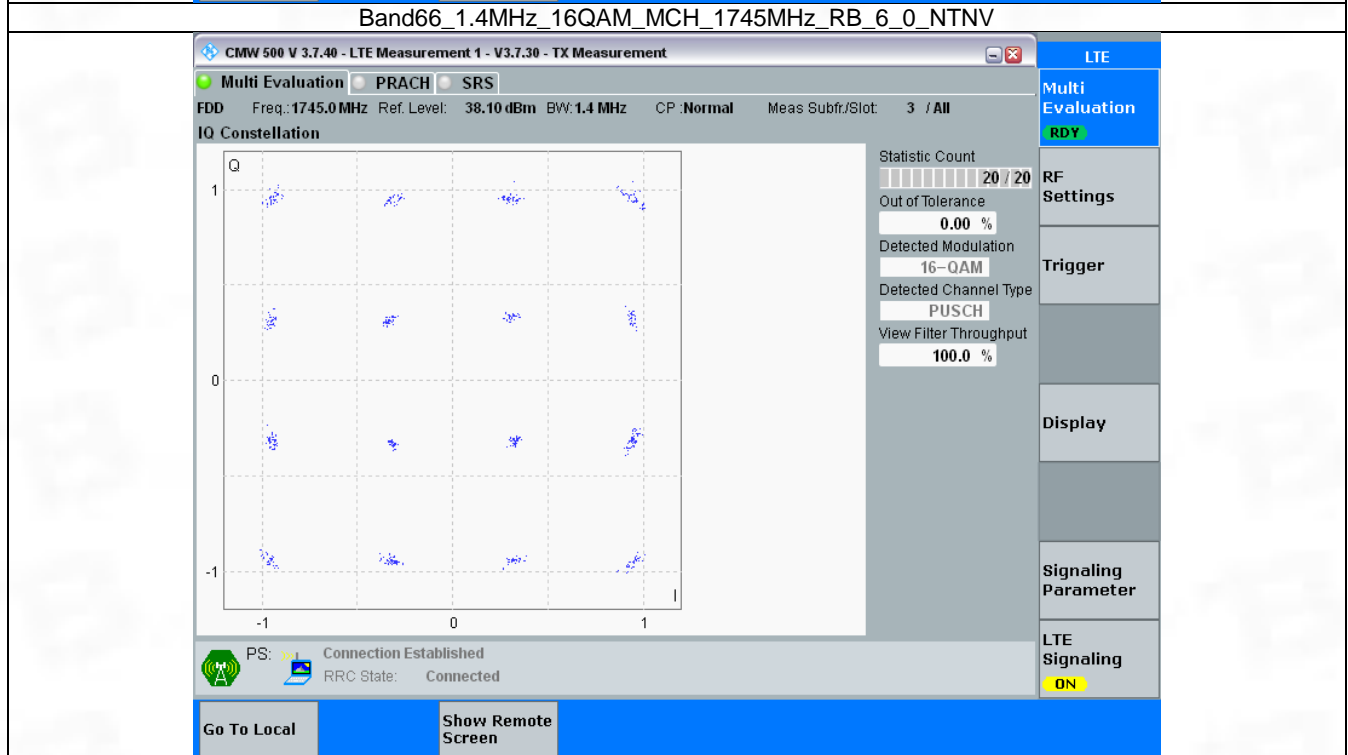 Band66_1.4MHz_16QAM_MCH_1745MHz_RB_6_0_NTNV
CMW 500 V 3.7.40 - LTE Measurement 1 - V3.7.30 - TX Measurement
LTE
Multi Evaluation PRACH SRS
Multi
Evaluation
RDY
FDD Freq.:1745.0 MHz Ref. Level: 38.10 dBm BW:1.4 MHz CP :Normal Meas Subfr./Slot: 3 / All
IQ Constellation
Q
1
0
-1
I
-1 0 1
Statistic Count
20 / 20
Out of Tolerance
0.00 %
Detected Modulation
16-QAM
Detected Channel Type
PUSCH
View Filter Throughput
100.0 %
RF
Settings
Trigger
Display
Signaling
Parameter
LTE
Signaling
ON
PS: Connection Established
RRC State: Connected
Go To Local
Show Remote
Screen